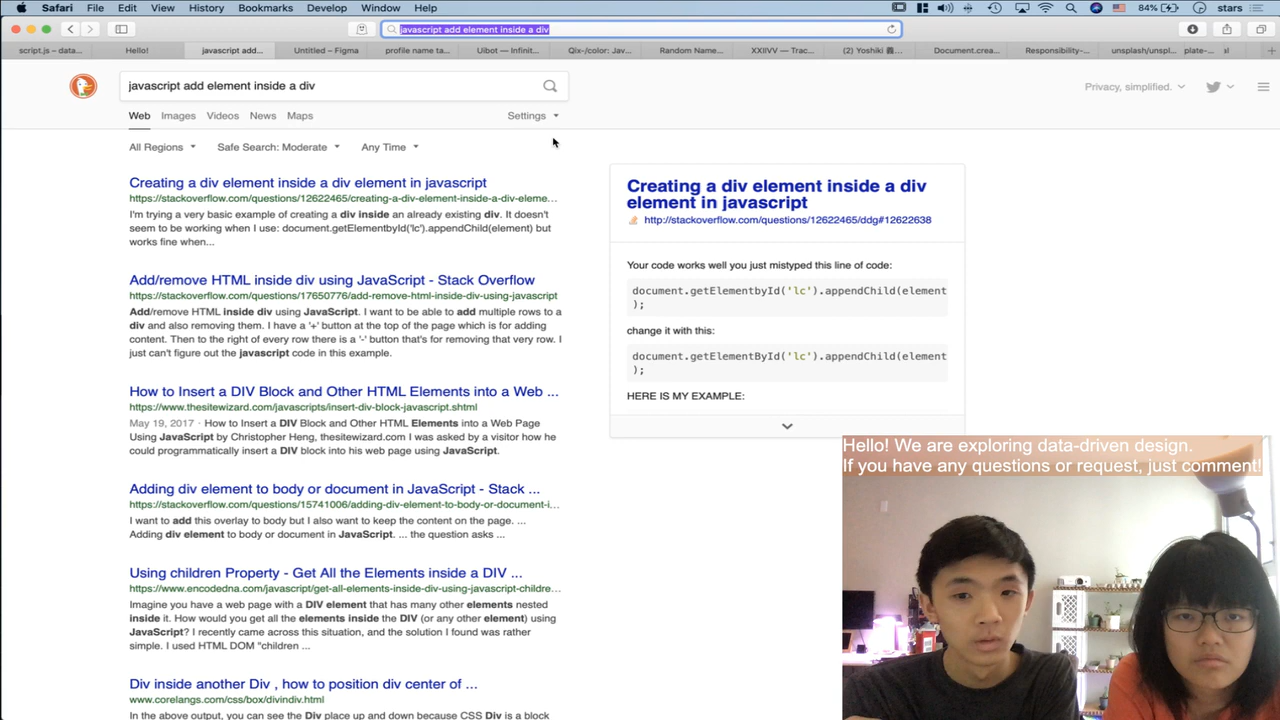 Safari File Edit View History Bookmarks Develop Window Help 84% stars
javascript add element inside a div
script.js – data... Hello! javascript add... Untitled – Figma profile name ta... Uibot — Infinit... Qix-/color: Jav... Random Name... XXIIVV — Trac... (2) Yoshiki 義... Document.crea... Responsibility-... unsplash/unspl... plate-...
javascript add element inside a div
Privacy, simplified.
Web Images Videos News Maps Settings
All Regions Safe Search: Moderate Any Time
Creating a div element inside a div element in javascript
https://stackoverflow.com/questions/12622465/creating-a-div-element-inside-a-div-eleme...
I'm trying a very basic example of creating a div inside an already existing div. It doesn't
seem to be working when I use: document.getElementbyId('lc').appendChild(element) but
works fine when...
Add/remove HTML inside div using JavaScript - Stack Overflow
https://stackoverflow.com/questions/17650776/add-remove-html-inside-div-using-javascript
Add/remove HTML inside div using JavaScript. I want to be able to add multiple rows to a
div and also removing them. I have a '+' button at the top of the page which is for adding
content. Then to the right of every row there is a '-' button that's for removing that very row. I
just can't figure out the javascript code in this example.
How to Insert a DIV Block and Other HTML Elements into a Web ...
https://www.thesitewizard.com/javascripts/insert-div-block-javascript.shtml
May 19, 2017 · How to Insert a DIV Block and Other HTML Elements into a Web Page
Using JavaScript by Christopher Heng, thesitewizard.com I was asked by a visitor how he
could programmatically insert a DIV block into his web page using JavaScript.
Adding div element to body or document in JavaScript - Stack ...
https://stackoverflow.com/questions/15741006/adding-div-element-to-body-or-document-i...
I want to add this overlay to body but I also want to keep the content on the page. ...
Adding div element to body or document in JavaScript. ... the question asks ...
Using children Property - Get All the Elements inside a DIV ...
https://www.encodedna.com/javascript/get-all-elements-inside-div-using-javascript-childre...
Imagine you have a web page with a DIV element that has many other elements nested
inside it. How would you get all the elements inside the DIV (or any other element) using
JavaScript? I recently came across this situation, and the solution I found was rather
simple. I used HTML DOM "children ...
Div inside another Div , how to position div center of ...
www.corelangs.com/css/box/divindiv.html
In the above output, you can see the Div place up and down because CSS Div is a block
Creating a div element inside a div
element in javascript
http://stackoverflow.com/questions/12622465/ddg#12622638
Your code works well you just mistyped this line of code:
document.getElementbyId('lc').appendChild(element
);
change it with this:
document.getElementById('lc').appendChild(element
);
HERE IS MY EXAMPLE:
Hello! We are exploring data-driven design.
If you have any questions or request, just comment!